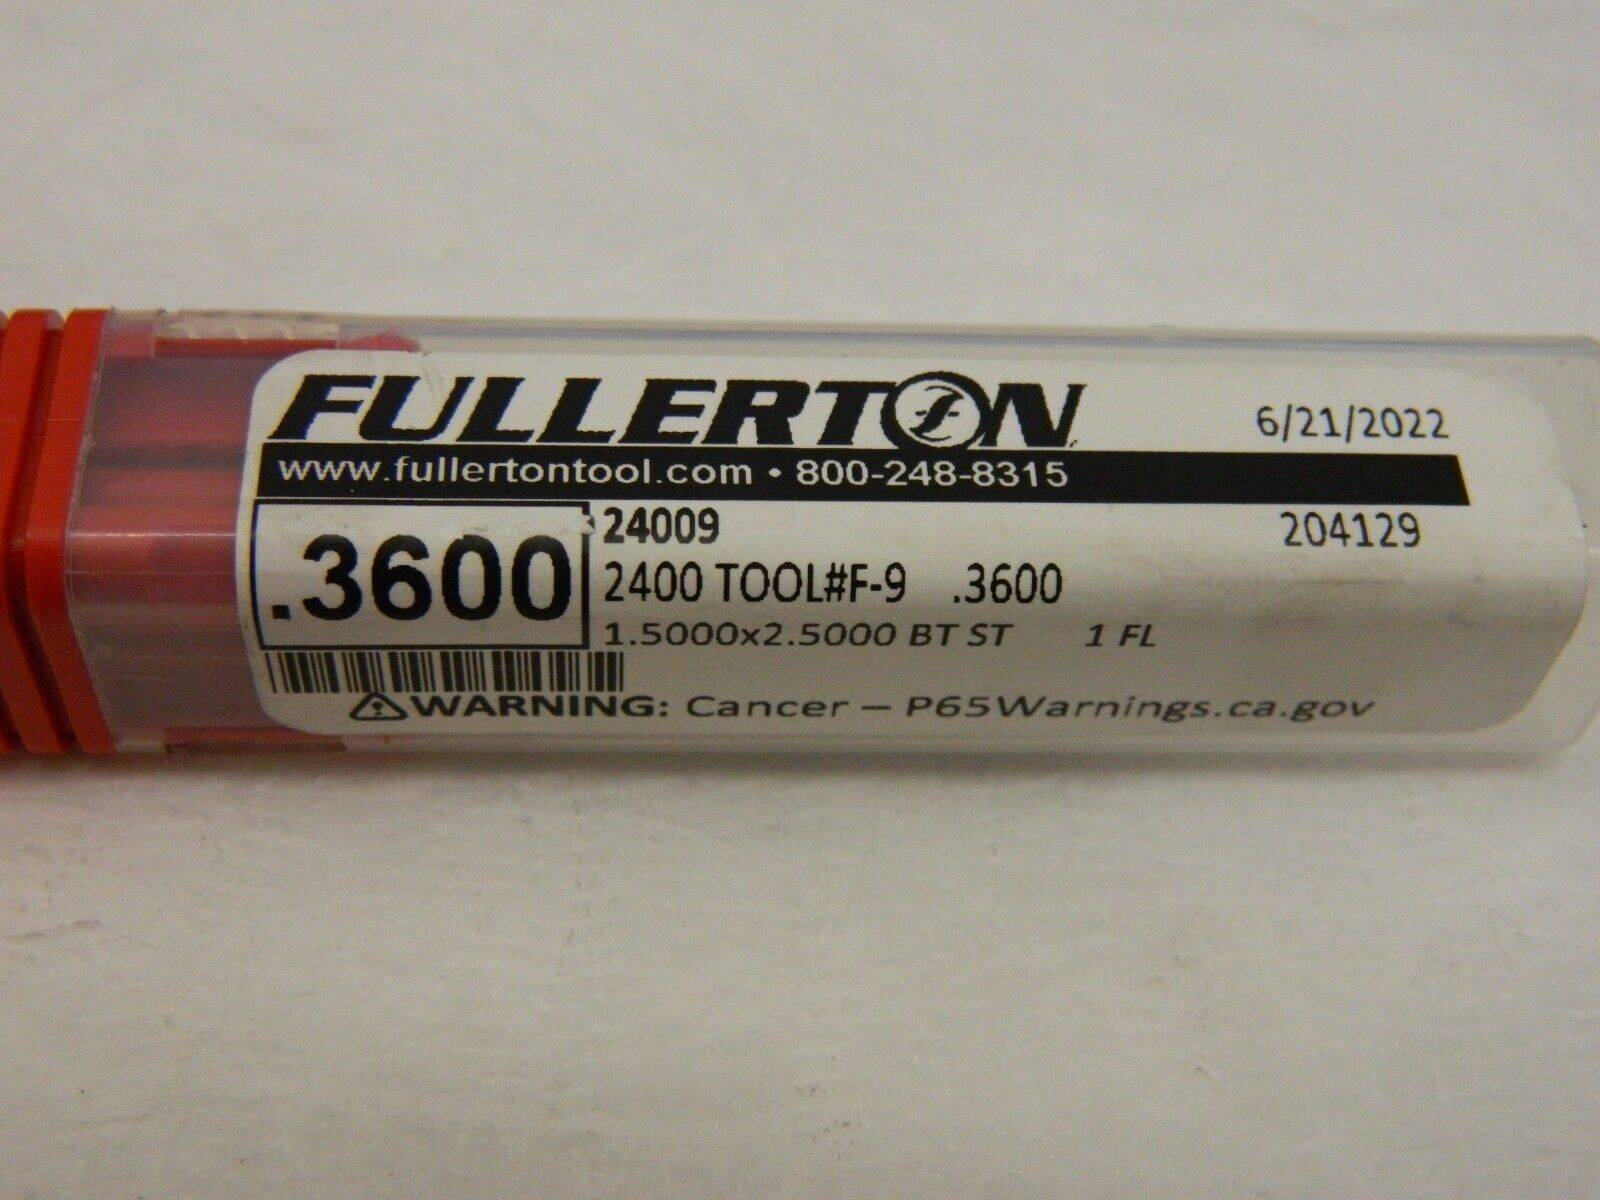 FULLERTON 6/21/2022
www.fullertontool.com • 800-248-8315
.3600
24009 204129
2400 TOOL#F-9 .3600
1.5000x2.5000 BT ST 1 FL
WARNING: Cancer – P65Warnings.ca.gov